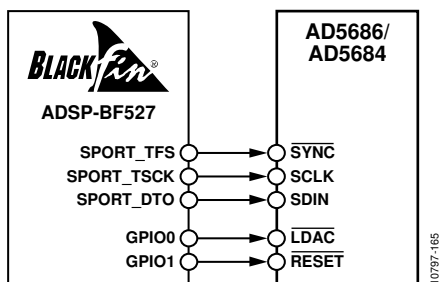 BLACKfin®
ADSP-BF527
SPORT_TFS
SPORT_TSCK
SPORT_DTO
GPIO0
GPIO1
AD5686/
AD5684
SYNC
SCLK
SDIN
LDAC
RESET
10797-165